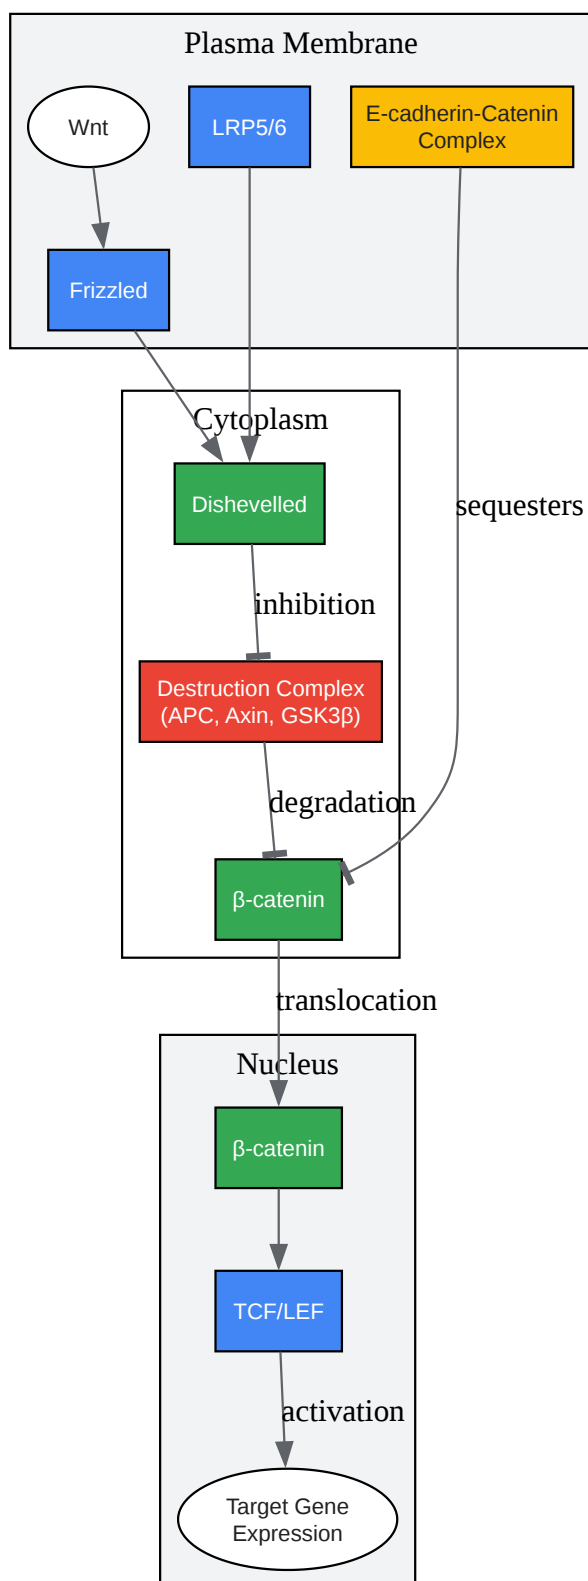 Plasma Membrane
Wnt
LRP5/6
E-cadherin-Catenin
Complex
Frizzled
Cytoplasm
Dishevelled
sequesters
inhibition
Destruction Complex
(APC, Axin, GSK3β)
degradation
β-catenin
translocation
Nucleus
β-catenin
TCF/LEF
activation
Target Gene
Expression